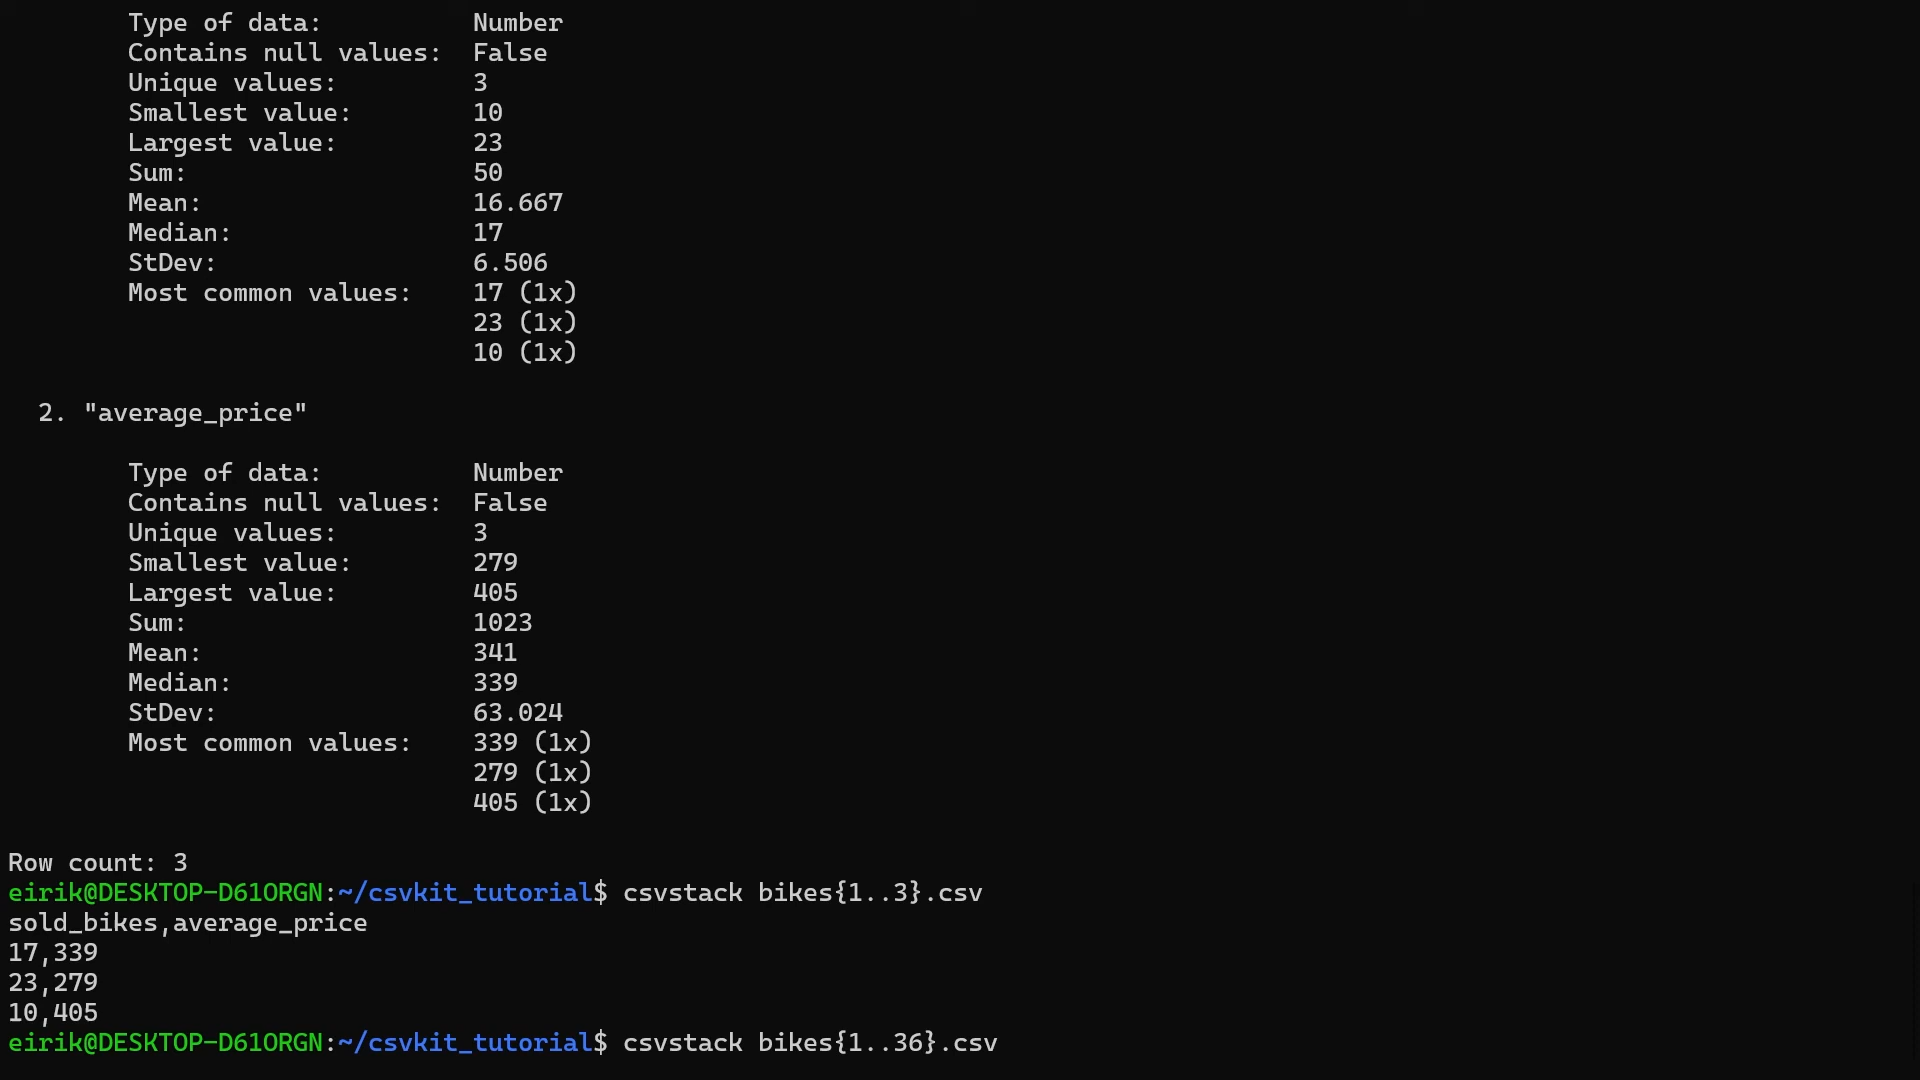 Type of data: Number
Contains null values: False
Unique values: 3
Smallest value: 10
Largest value: 23
Sum: 50
Mean: 16.667
Median: 17
StDev: 6.506
Most common values: 17 (1x)
23 (1x)
10 (1x)
2. "average_price"
Type of data: Number
Contains null values: False
Unique values: 3
Smallest value: 279
Largest value: 405
Sum: 1023
Mean: 341
Median: 339
StDev: 63.024
Most common values: 339 (1x)
279 (1x)
405 (1x)
Row count: 3
eirik@DESKTOP-D61ORGN:~/csvkit_tutorial$ csvstack bikes{1..3}.csv
sold_bikes,average_price
17,339
23,279
10,405
eirik@DESKTOP-D61ORGN:~/csvkit_tutorial$ csvstack bikes{1..36}.csv